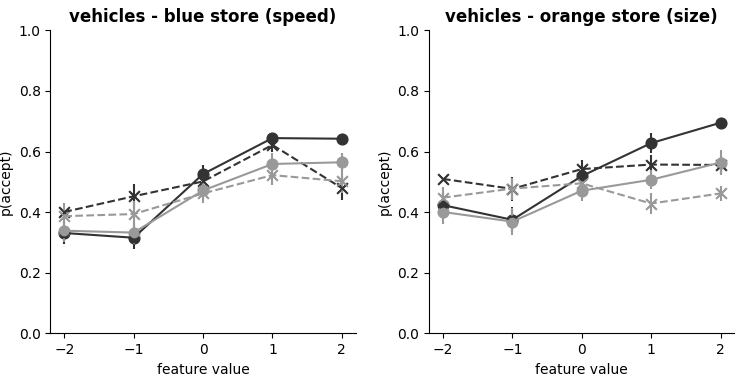 vehicles - blue store (speed)
1.0
0.8
0.6
0.4
0.2
0.0
p(accept)
−2 −1 0 1 2
feature value
vehicles - orange store (size)
1.0
0.8
0.6
0.4
0.2
0.0
p(accept)
−2 −1 0 1 2
feature value